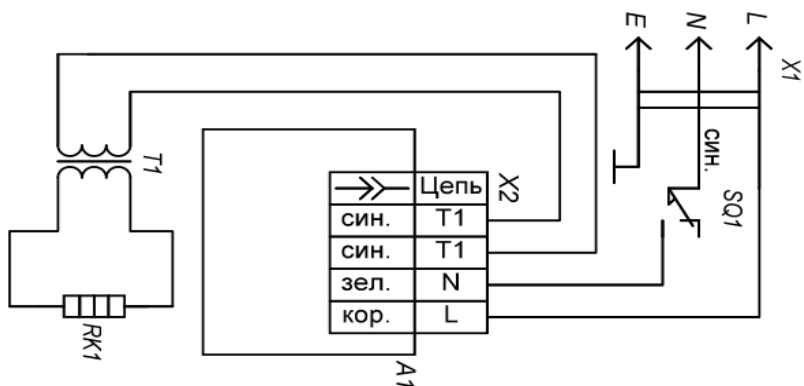 E N L
X1
син.
T1
X2
SQ1
Цепь
син. T1
син. T1
зел. N
кор. L
RK1
A1